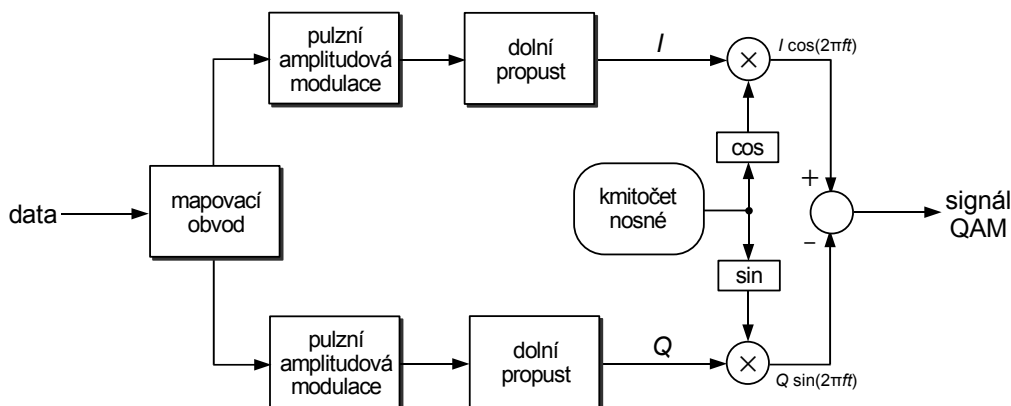 pulzní
amplitudová
modulace
dolní
propust
I
×
I cos(2πft)
cos
data
mapovací
obvod
kmitočet
nosné
+
−
signál
QAM
sin
pulzní
amplitudová
modulace
dolní
propust
Q
×
Q sin(2πft)